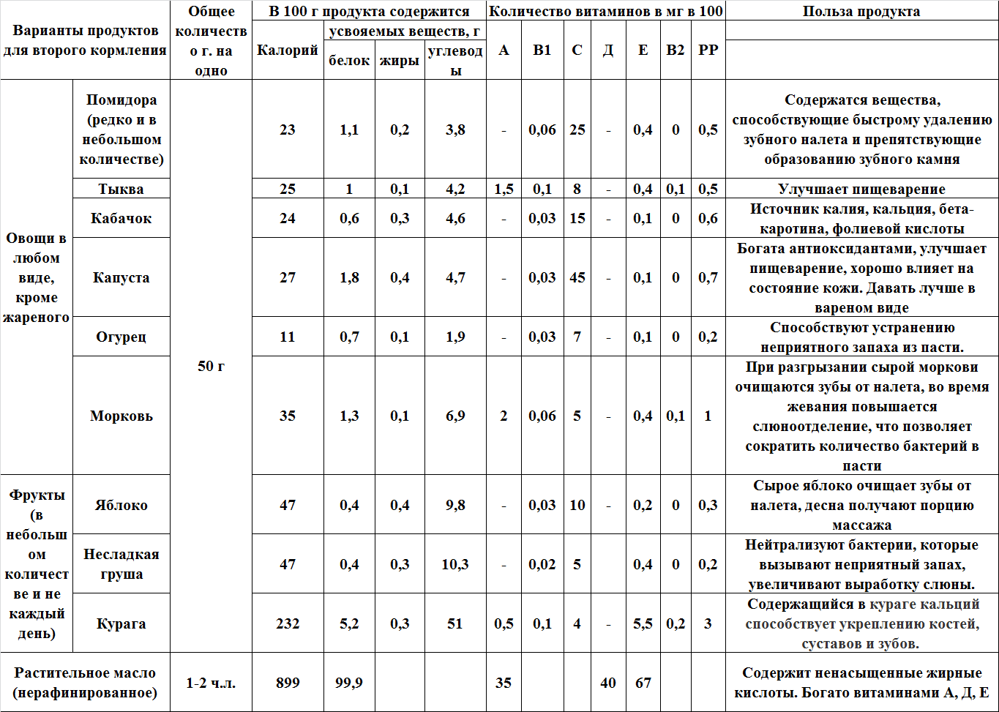 Варианты продуктов
для второго кормления
Общее
количеств
о г. на
одно
В 100 г продукта содержится
Количество витаминов в мг в 100
Польза продукта
Калорий
усвояемых веществ, г
белок
жиры
углевод
ы
А
В1
С
Д
Е
В2
РР
Овощи в
любом
виде,
кроме
жареного
50 г
Помидора
(редко и в
небольшом
количестве)
23 1,1 0,2 3,8 - 0,06 25 - 0,4 0 0,5
Содержатся вещества,
способствующие быстрому удалению
зубного налета и препятствующие
образованию зубного камня
Тыква 25 1 0,1 4,2 1,5 0,1 8 - 0,4 0,1 0,5 Улучшает пищеварение
Кабачок 24 0,6 0,3 4,6 - 0,03 15 - 0,1 0 0,6
Источник калия, кальция, бета-
каротина, фолиевой кислоты
Капуста 27 1,8 0,4 4,7 - 0,03 45 - 0,1 0 0,7
Богата антиоксидантами, улучшает
пищеварение, хорошо влияет на
состояние кожи. Давать лучше в
вареном виде
Огурец 11 0,7 0,1 1,9 - 0,03 7 - 0,1 0 0,2
Способствуют устранению
неприятного запаха из пасти.
Морковь 35 1,3 0,1 6,9 2 0,06 5 - 0,4 0,1 1
При разгрызании сырой моркови
очищаются зубы от налета, во время
жевания повышается
слюноотделение, что позволяет
сократить количество бактерий в
пасти
Фрукты
(в
небольш
ом
количест
ве и не
каждый
день)
Яблоко 47 0,4 0,4 9,8 - 0,03 10 - 0,2 0 0,3
Сырое яблоко очищает зубы от
налета, десна получают порцию
массажа
Несладкая
груша
47 0,4 0,3 10,3 - 0,02 5 0,4 0 0,2
Нейтрализуют бактерии, которые
вызывают неприятный запах,
увеличивают выработку слюны.
Курага 232 5,2 0,3 51 0,5 0,1 4 - 5,5 0,2 3
Содержащийся в кураге кальций
способствует укреплению костей,
суставов и зубов.
Растительное масло
(нерафинированное)
1-2 ч.л. 899 99,9 35 40 67
Содержит ненасыщенные жирные
кислоты. Богато витаминами А, Д, Е